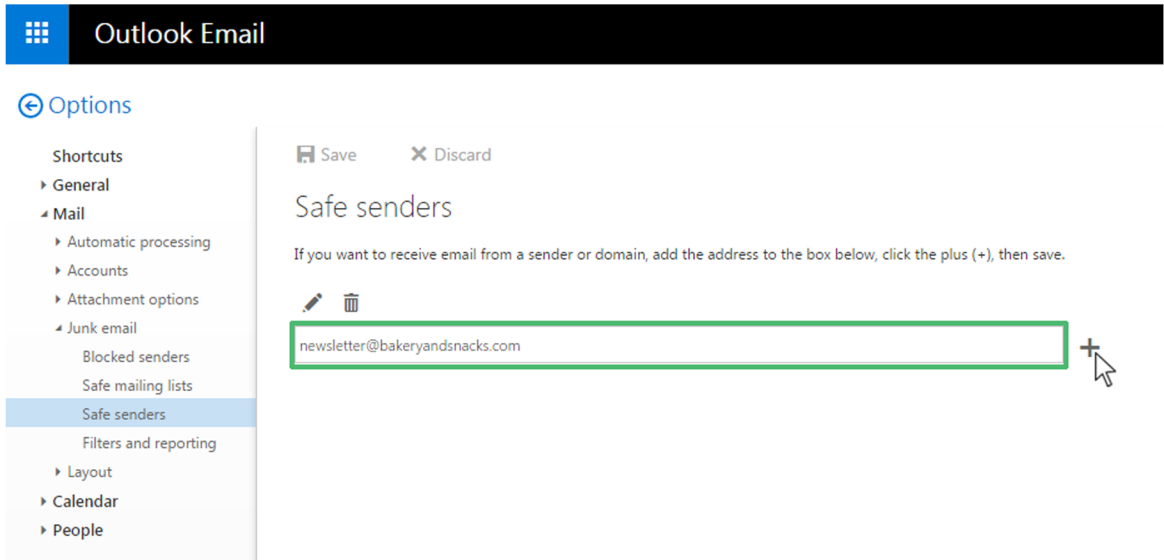 Outlook Email
Options
Shortcuts
General
Mail
Automatic processing
Accounts
Attachment options
Junk email
Blocked senders
Safe mailing lists
Safe senders
Filters and reporting
Layout
Calendar
People
Save
Discard
Safe senders
If you want to receive email from a sender or domain, add the address to the box below, click the plus (+), then save.
newsletter@bakeryandsnacks.com